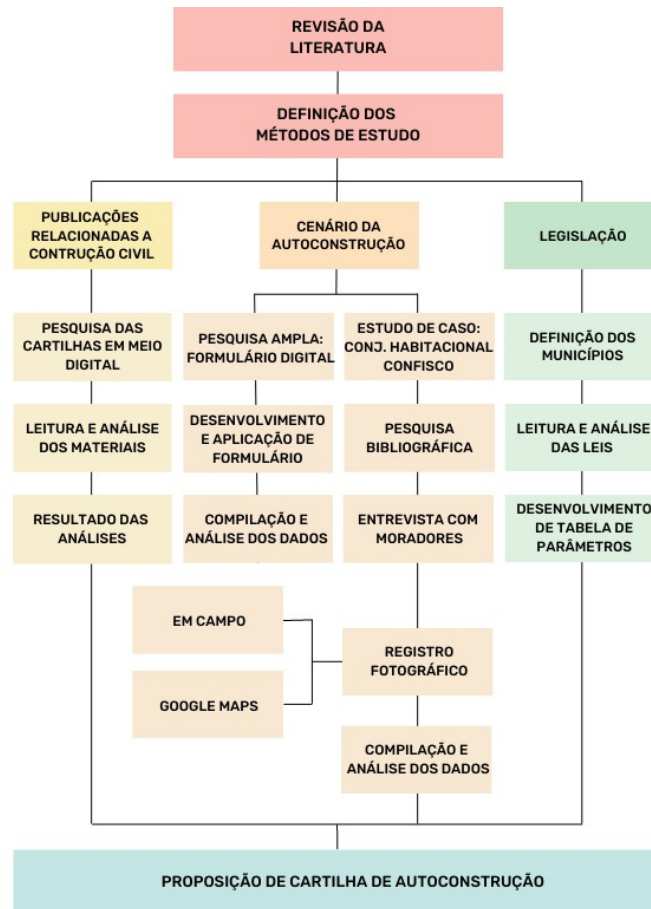 REVISÃO DA
LITERATURA
DEFINIÇÃO DOS
MÉTODOS DE ESTUDO
PUBLICAÇÕES
RELACIONADAS A
CONTRUÇÃO CIVIL
CENÁRIO DA
AUTOCONSTRUÇÃO
LEGISLAÇÃO
PESQUISA DAS
CARTILHAS EM MEIO
DIGITAL
PESQUISA AMPLA:
FORMULÁRIO DIGITAL
ESTUDO DE CASO:
CONJ. HABITACIONAL
CONFISCO
DEFINIÇÃO DOS
MUNICÍPIOS
LEITURA E ANÁLISE
DOS MATERIAIS
DESENVOLVIMENTO
E APLICAÇÃO DE
FORMULÁRIO
PESQUISA
BIBLIOGRÁFICA
LEITURA E ANÁLISE
DAS LEIS
RESULTADO DAS
ANÁLISES
COMPILAÇÃO E
ANÁLISE DOS DADOS
ENTREVISTA COM
MORADORES
DESENVOLVIMENTO
DE TABELA DE
PARÂMETROS
EM CAMPO
GOOGLE MAPS
REGISTRO
FOTOGRÁFICO
COMPILAÇÃO E
ANÁLISE DOS DADOS
PROPOSIÇÃO DE CARTILHA DE AUTOCONSTRUÇÃO